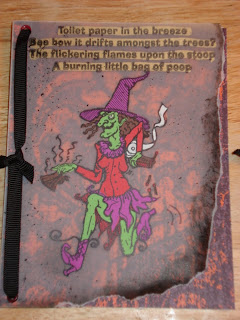 Toilet paper in the breeze
See how it drifts amongst the trees?
The flickering flames upon the stoop
A burning little bag of poop